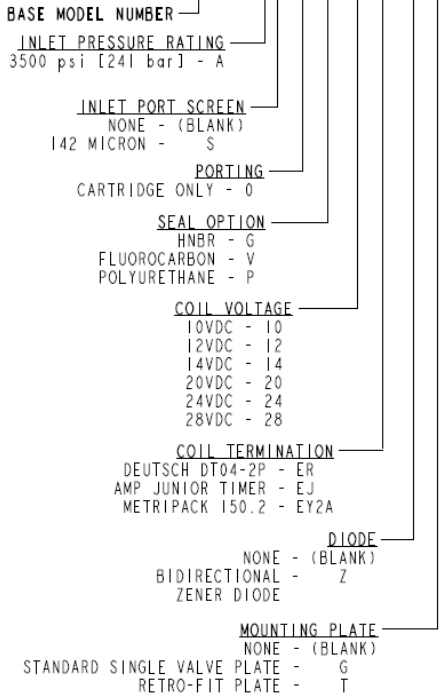 BASE MODEL NUMBER
INLET PRESSURE RATING
3500 psi [241 bar] - A
INLET PORT SCREEN
NONE - (BLANK)
142 MICRON - S
PORTING
CARTRIDGE ONLY - 0
SEAL OPTION
HNBR - G
FLUOROCARBON - V
POLYURETHANE - P
COIL VOLTAGE
10VDC - 10
12VDC - 12
14VDC - 14
20VDC - 20
24VDC - 24
28VDC - 28
COIL TERMINATION
DEUTSCH DT04-2P - ER
AMP JUNIOR TIMER - EJ
METRIPACK 150.2 - EY2A
DIODE
NONE - (BLANK)
BIDIRECTIONAL - Z
ZENER DIODE
MOUNTING PLATE
NONE - (BLANK)
STANDARD SINGLE VALVE PLATE - G
RETRO-FIT PLATE - T